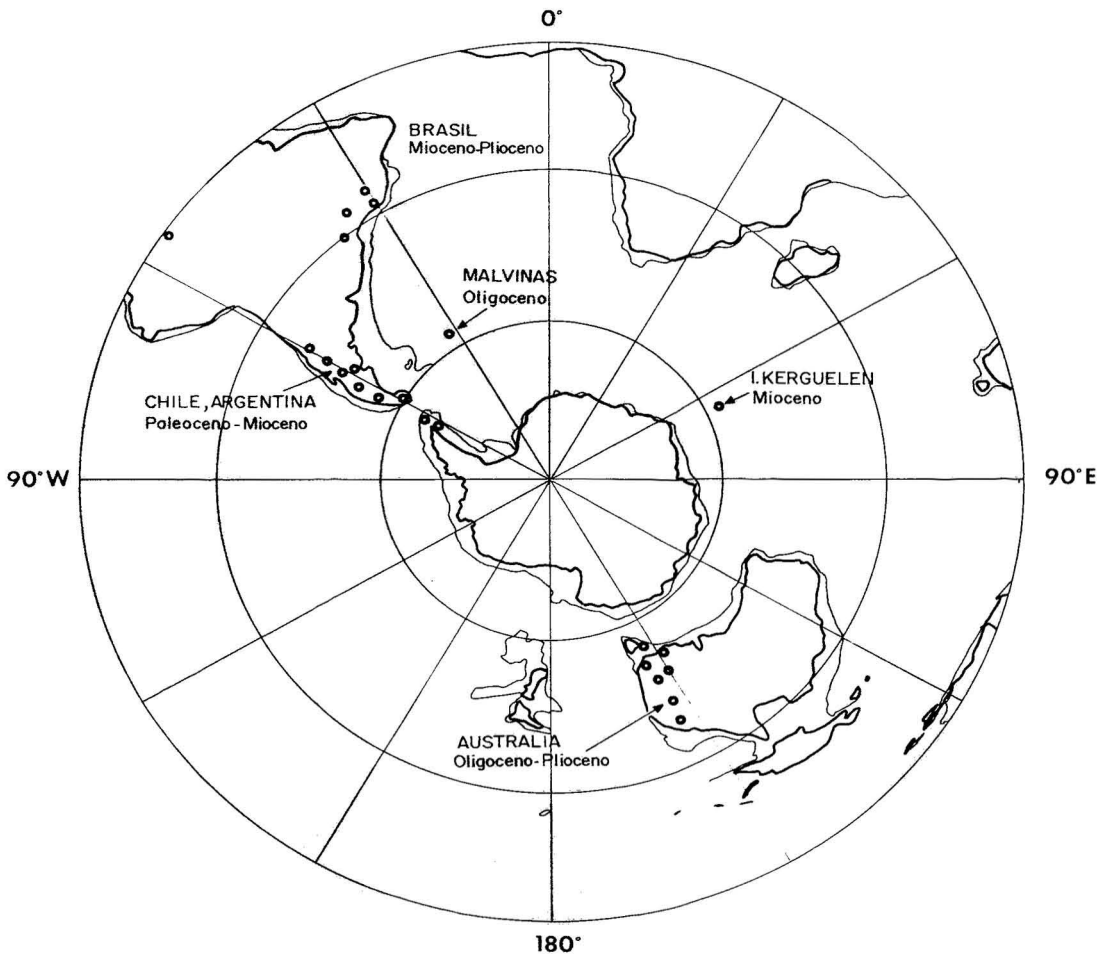 0°
BRASIL
Mioceno-Plioceno
MALVINAS
Oligoceno
I.KERGUELEN
Mioceno
CHILE, ARGENTINA
Paleoceno - Mioceno
90°W
90°E
AUSTRALIA
Oligoceno-Plioceno
180°